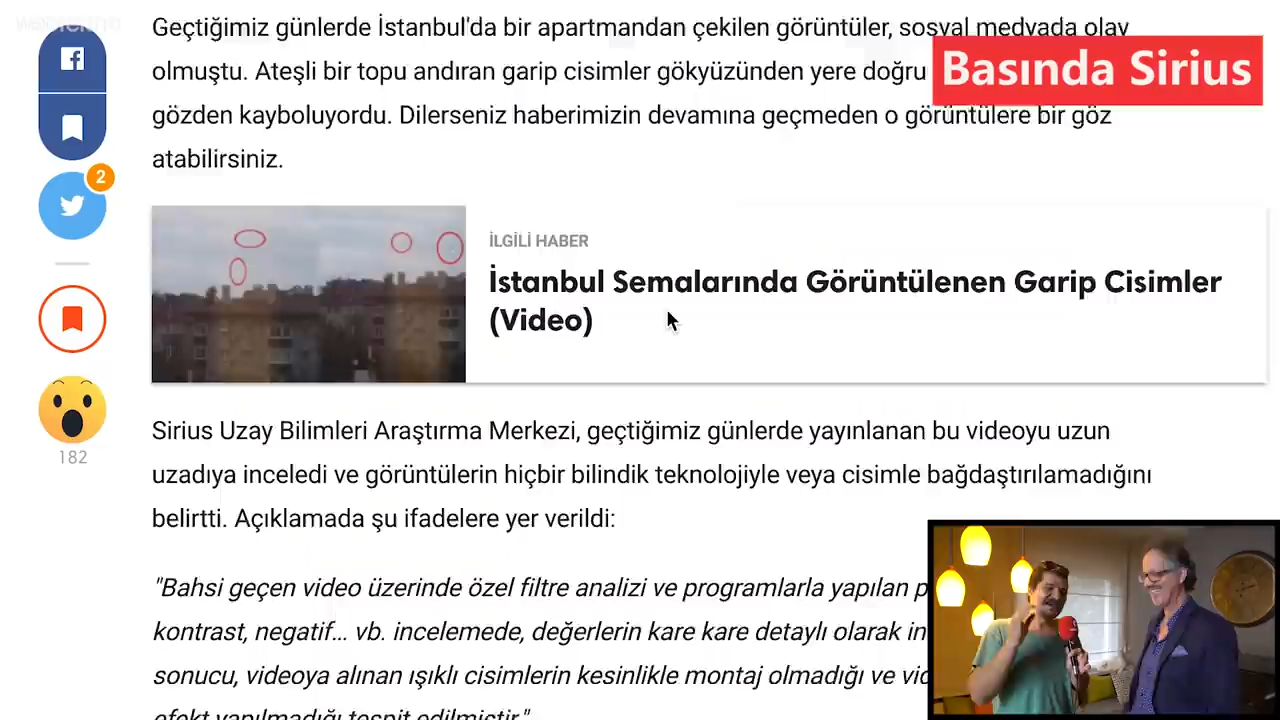 Geçtiğimiz günlerde İstanbul'da bir apartmandan çekilen görüntüler, sosyal medyada olay
Basında Sirius
olmuştu. Ateşli bir topu andıran garip cisimler gökyüzünden yere doğru
gözden kayboluyordu. Dilerseniz haberimizin devamına geçmeden o görüntülere bir göz
atabilirsiniz.
2
İLGİLİ HABER
İstanbul Semalarında Görüntülenen Garip Cisimler
(Video)
182
Sirius Uzay Bilimleri Araştırma Merkezi, geçtiğimiz günlerde yayınlanan bu videoyu uzun
uzadıya inceledi ve görüntülerin hiçbir bilindik teknolojiyle veya cisimle bağdaştırılamadığını
belirtti. Açıklamada şu ifadelere yer verildi:
"Bahsi geçen video üzerinde özel filtre analizi ve programlarla yapılan
kontrast, negatif... vb. incelemede, değerlerin kare kare detaylı olarak
sonucu, videoya alınan ışıklı cisimlerin kesinlikle montaj olmadığı ve
efekt yapılmadığı tespit edilmiştir."